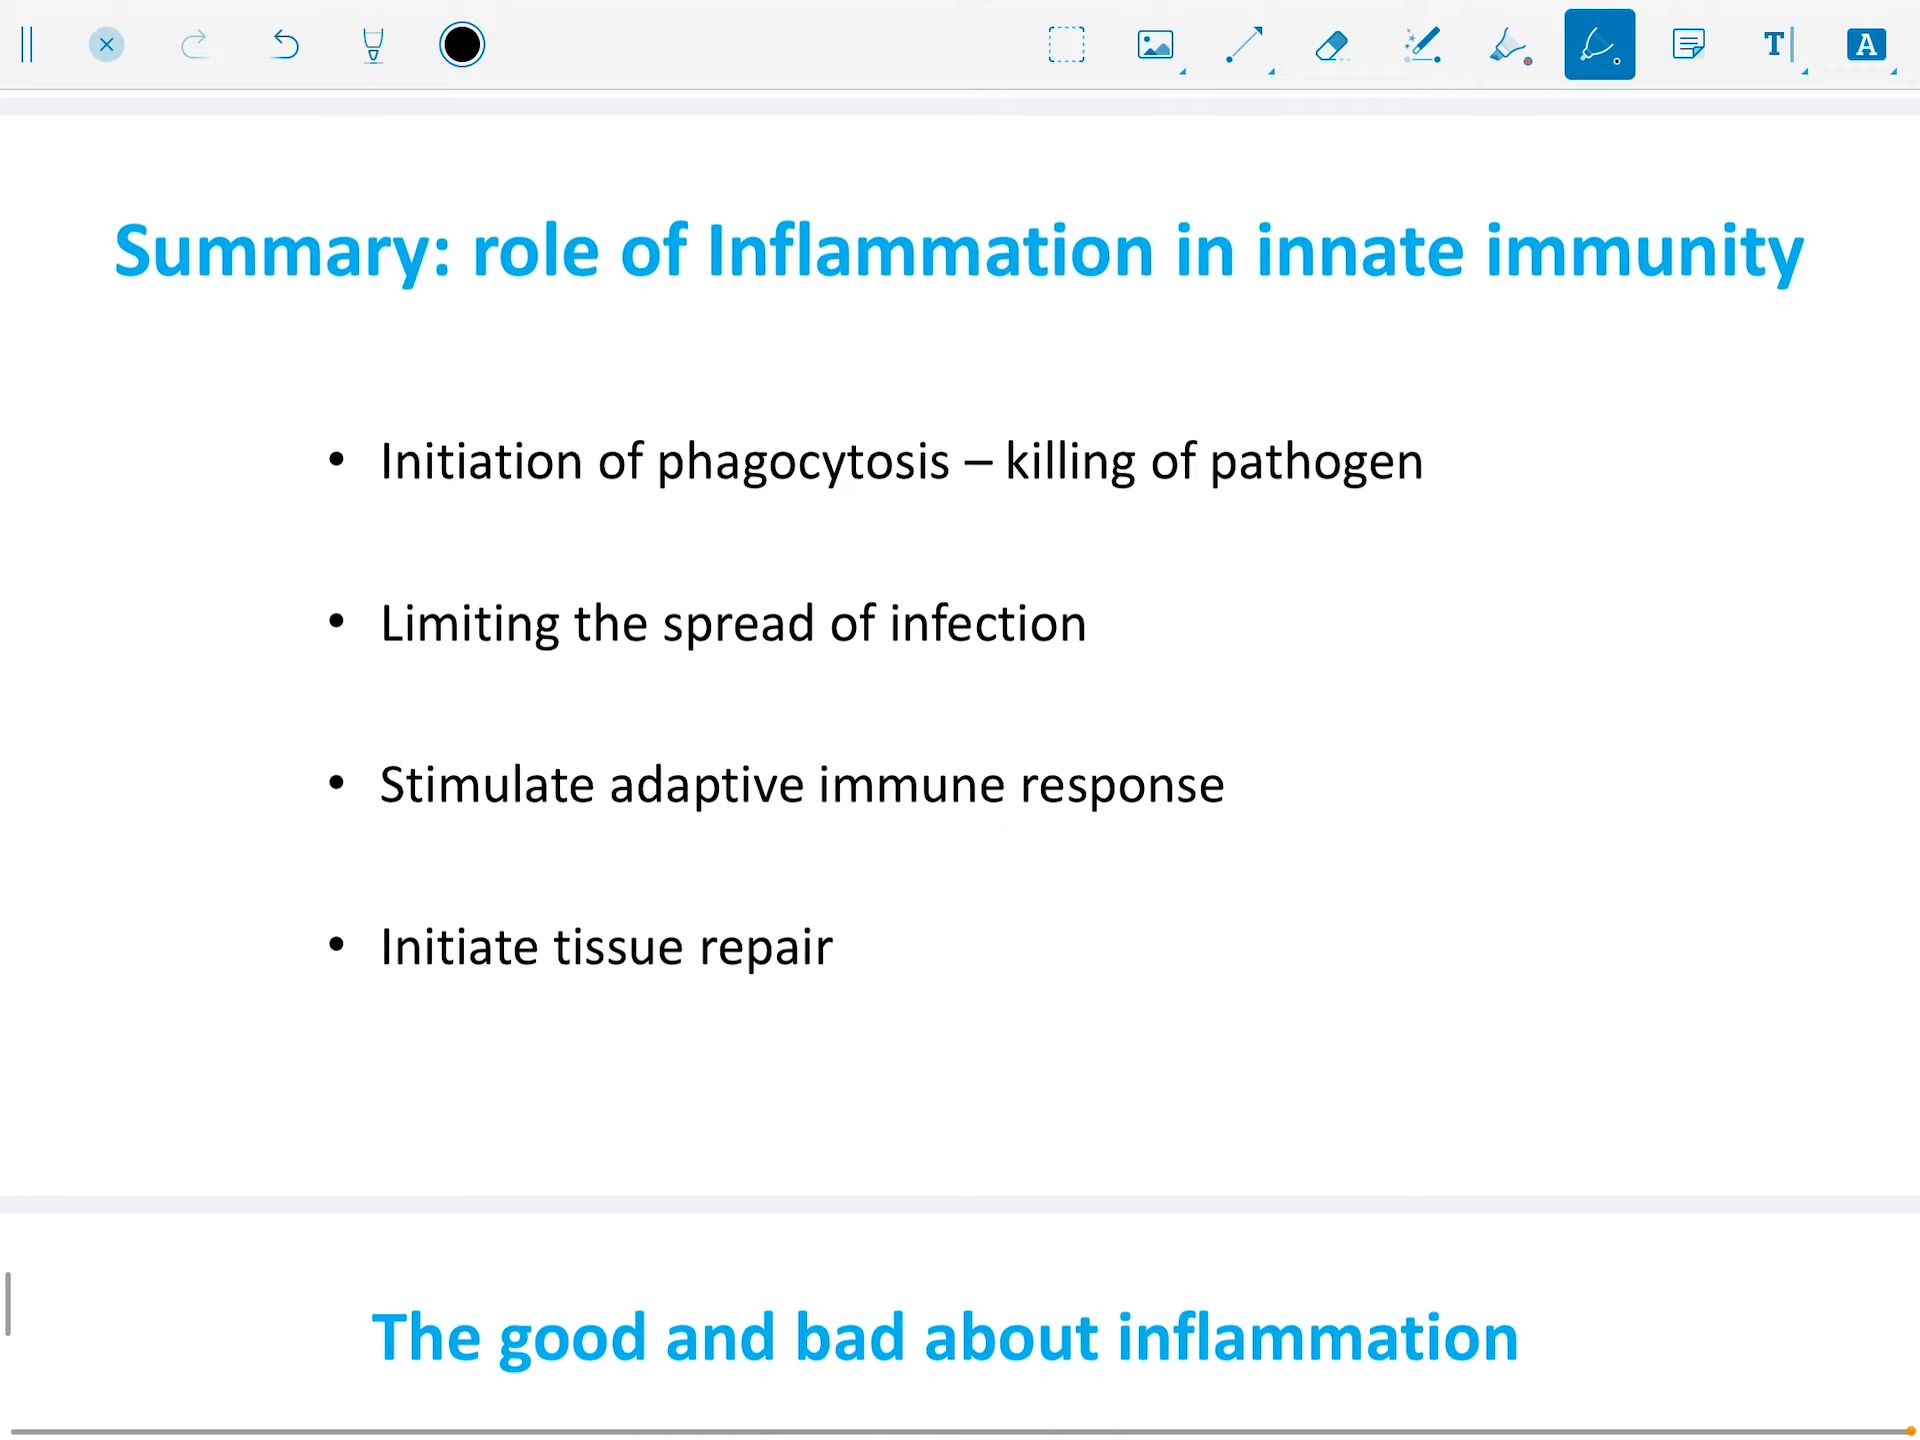 T
A
Summary: role of Inflammation in innate immunity
• Initiation of phagocytosis – killing of pathogen
• Limiting the spread of infection
• Stimulate adaptive immune response
• Initiate tissue repair
The good and bad about inflammation